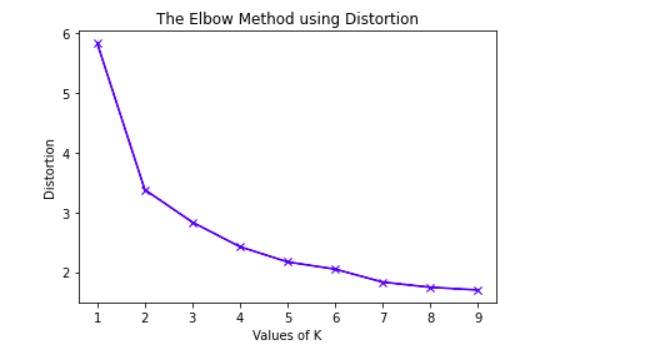 The Elbow Method using Distortion
6
5
4
3
2
Distortion
1 2 3 4 5 6 7 8 9
Values of K